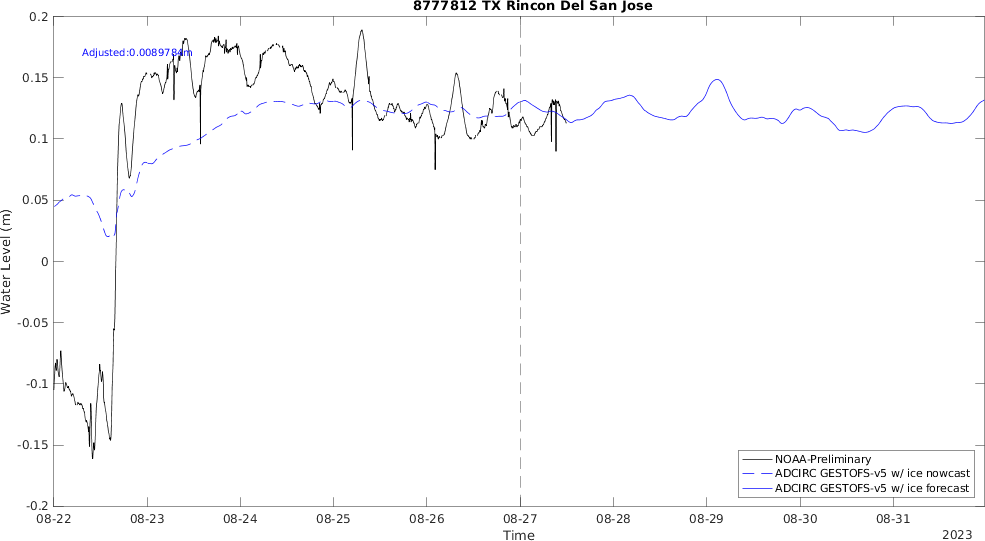 8777812 TX Rincon Del San Jose
Adjusted:0.0089784m
0.2
0.15
0.1
0.05
0
-0.05
-0.1
-0.15
-0.2
Water Level (m)
NOAA-Preliminary
ADCIRC GESTOFS-v5 w/ ice nowcast
ADCIRC GESTOFS-v5 w/ ice forecast
08-22 08-23 08-24 08-25 08-26 08-27 08-28 08-29 08-30 08-31
Time
2023